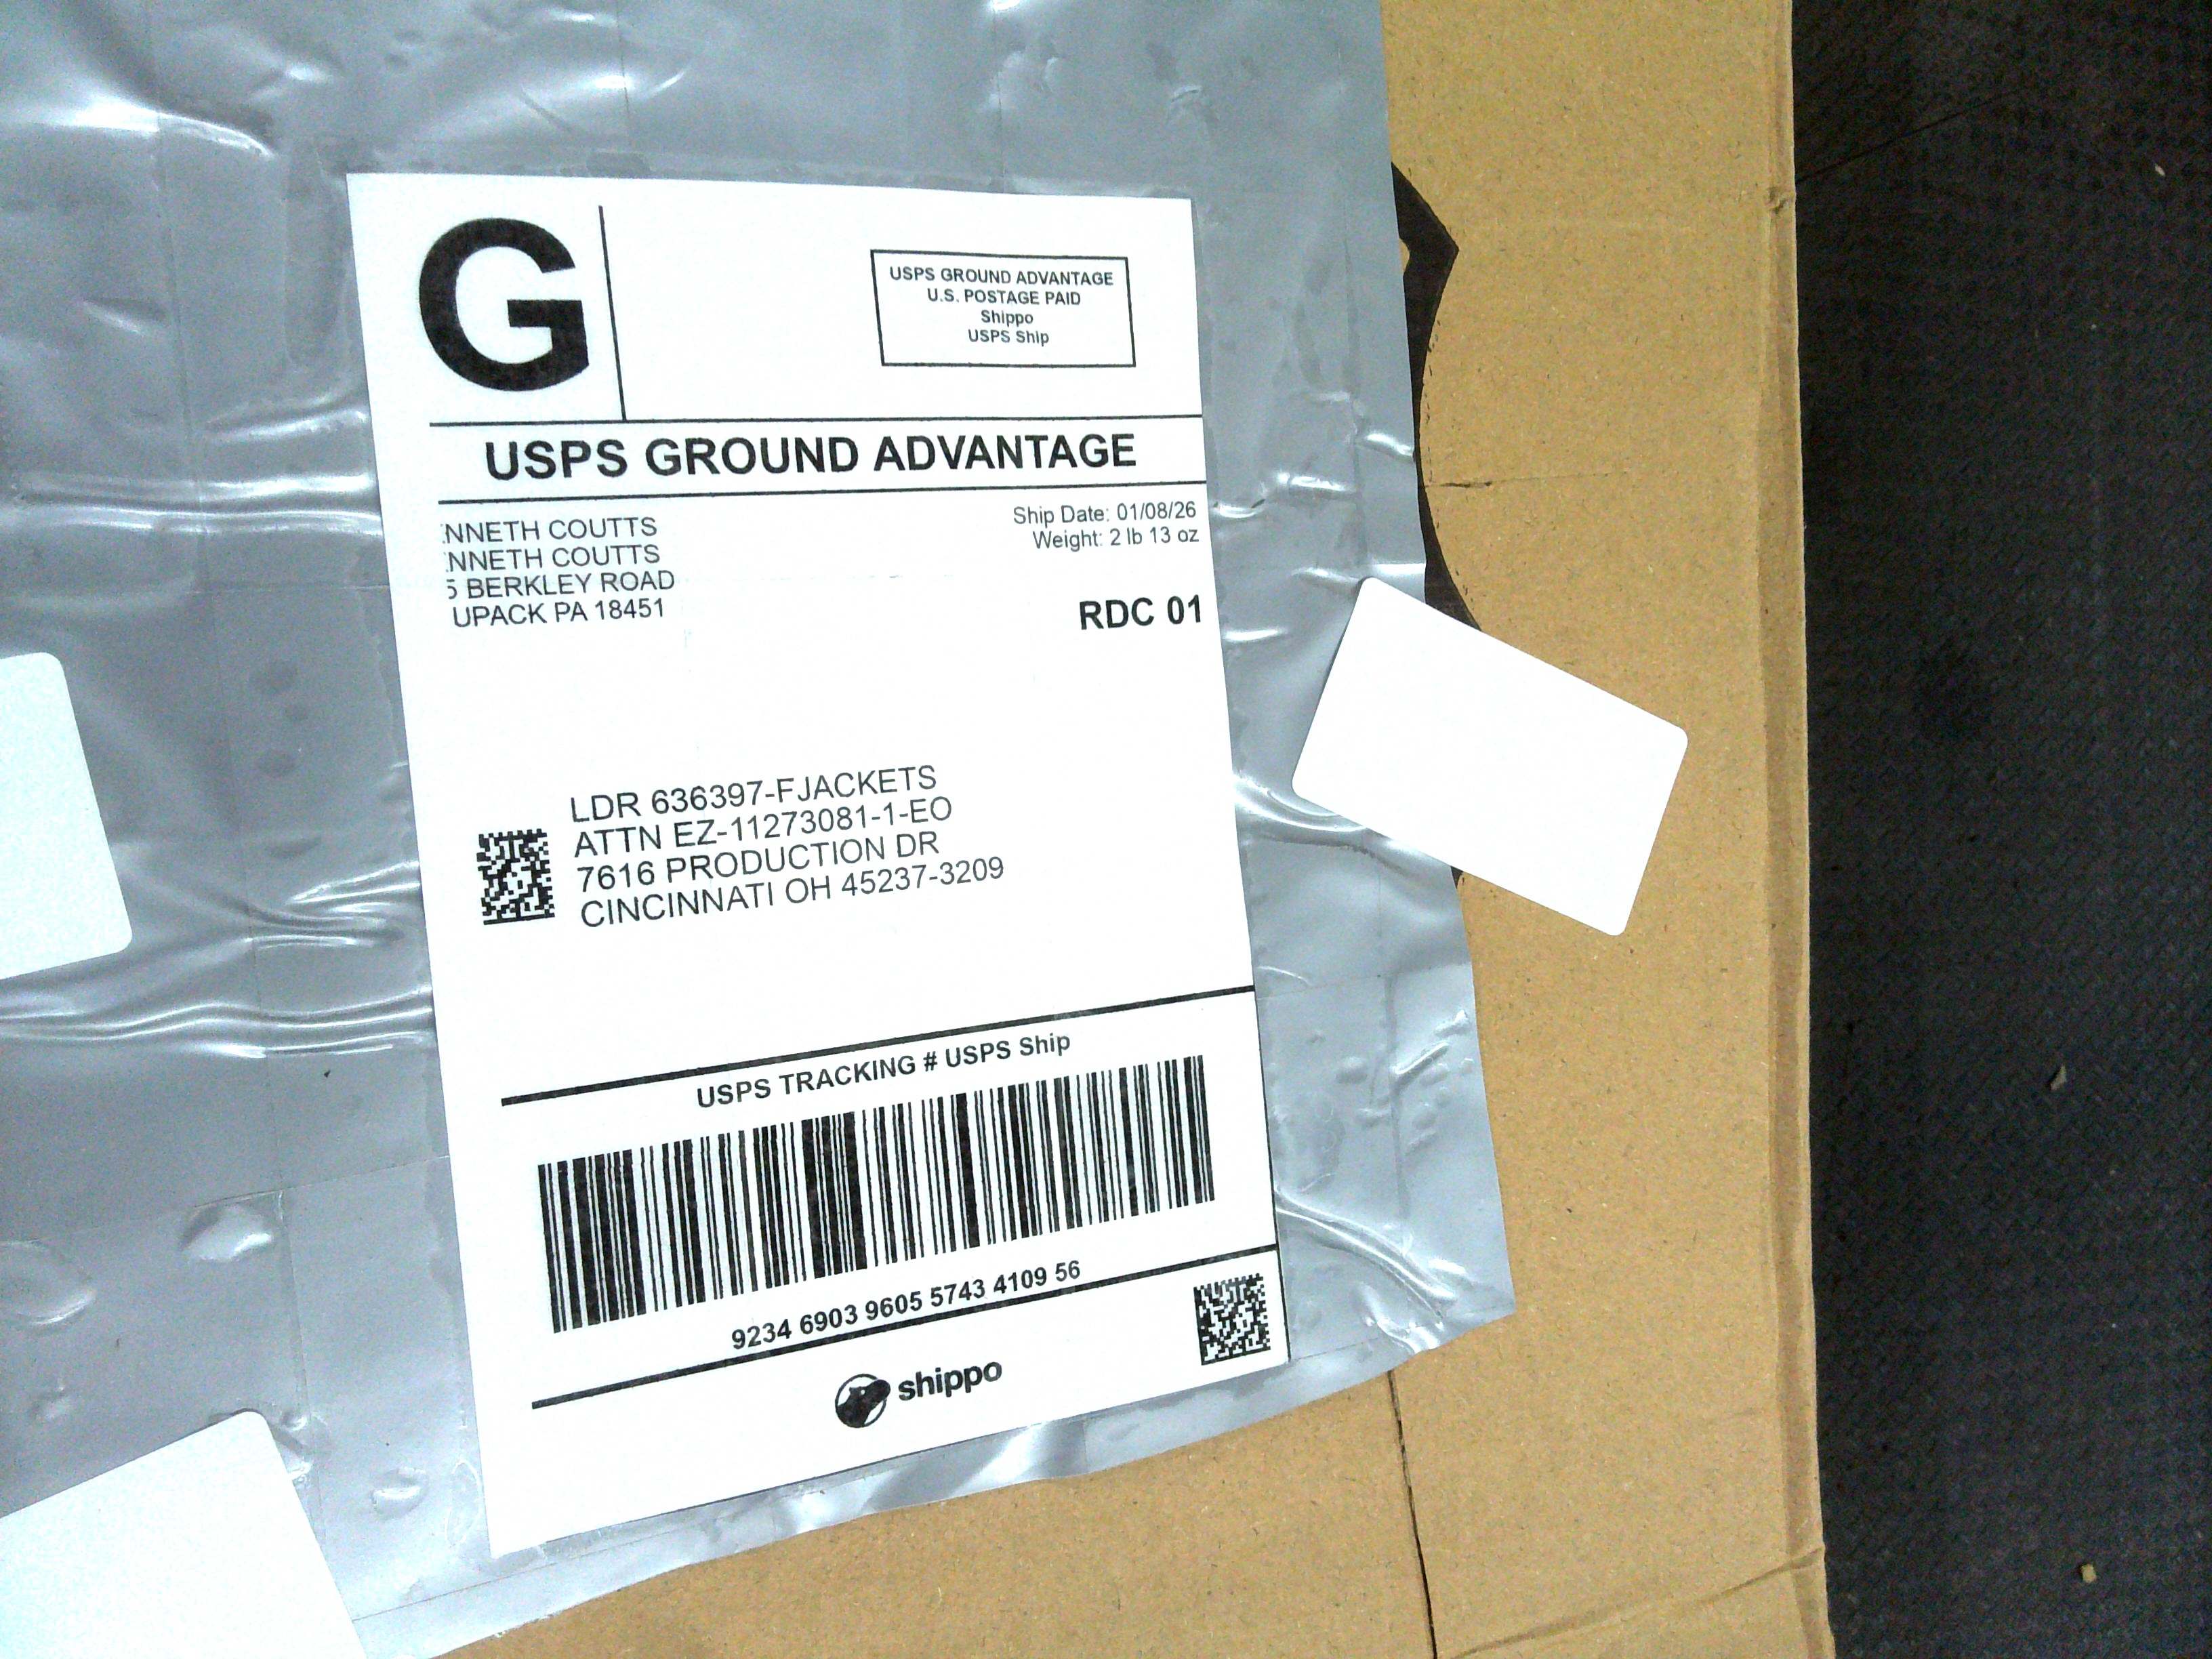 G
USPS GROUND ADVANTAGE
U.S. POSTAGE PAID
Shippo
USPS Ship
USPS GROUND ADVANTAGE
NNETH COUTTS
NNETH COUTTS
5 BERKLEY ROAD
UPACK PA 18451
Ship Date: 01/08/26
Weight: 2 lb 13 oz
RDC 01
LDR 636397-FJACKETS
ATTN EZ-11273081-1-EO
7616 PRODUCTION DR
CINCINNATI OH 45237-3209
USPS TRACKING # USPS Ship
9234 6903 9605 5743 4109 56
shippo